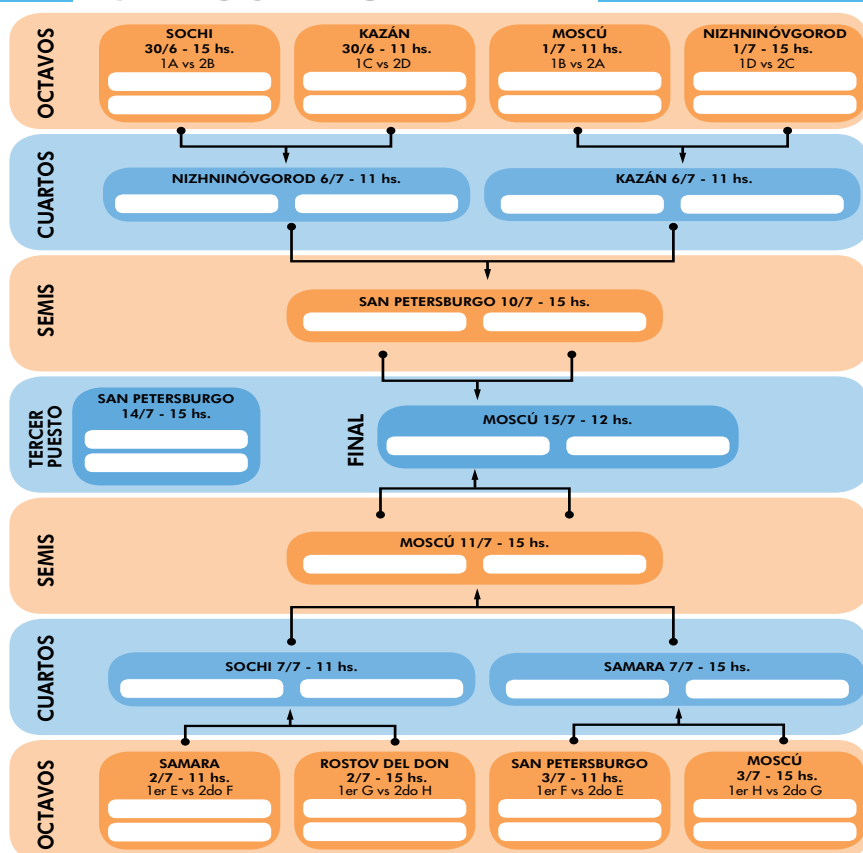 OCTAVOS
SOCHI
30/6 - 15 hs.
1A vs 2B
KAZÁN
30/6 - 11 hs.
1C vs 2D
MOSCÚ
1/7 - 11 hs.
1B vs 2A
NIZHNINÓVGOROD
1/7 - 15 hs.
1D vs 2C
CUARTOS
NIZHNINÓVGOROD 6/7 - 11 hs.
KAZÁN 6/7 - 11 hs.
SEMIS
SAN PETERSBURGO 10/7 - 15 hs.
TERCER
PUESTO
SAN PETERSBURGO
14/7 - 15 hs.
FINAL
MOSCÚ 15/7 - 12 hs.
SEMIS
MOSCÚ 11/7 - 15 hs.
CUARTOS
SOCHI 7/7 - 11 hs.
SAMARA 7/7 - 15 hs.
OCTAVOS
SAMARA
2/7 - 11 hs.
1er E vs 2do F
ROSTOV DEL DON
2/7 - 15 hs.
1er G vs 2do H
SAN PETERSBURGO
3/7 - 11 hs.
1er F vs 2do E
MOSCÚ
3/7 - 15 hs.
1er H vs 2do G